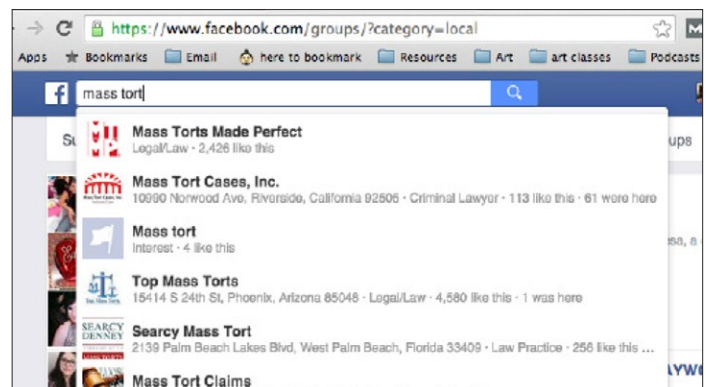 https://www.facebook.com/groups/?category=local
Apps Bookmarks Email here to bookmark Resources Art art classes Podcasts
f mass tort
Su ups
Mass Torts Made Perfect
Legal/Law · 2,426 like this
Mass Tort Cases, Inc.
10990 Norwood Ave, Riverside, California 92505 · Criminal Lawyer · 113 like this · 61 were here
Mass tort
Interest · 4 like this
Top Mass Torts
15414 S 24th St, Phoenix, Arizona 85048 · Legal/Law · 4,580 like this · 1 was here
SEARCY
DENNEY
Searcy Mass Tort
2139 Palm Beach Lakes Blvd, West Palm Beach, Florida 33409 · Law Practice · 256 like this ...
Mass Tort Claims